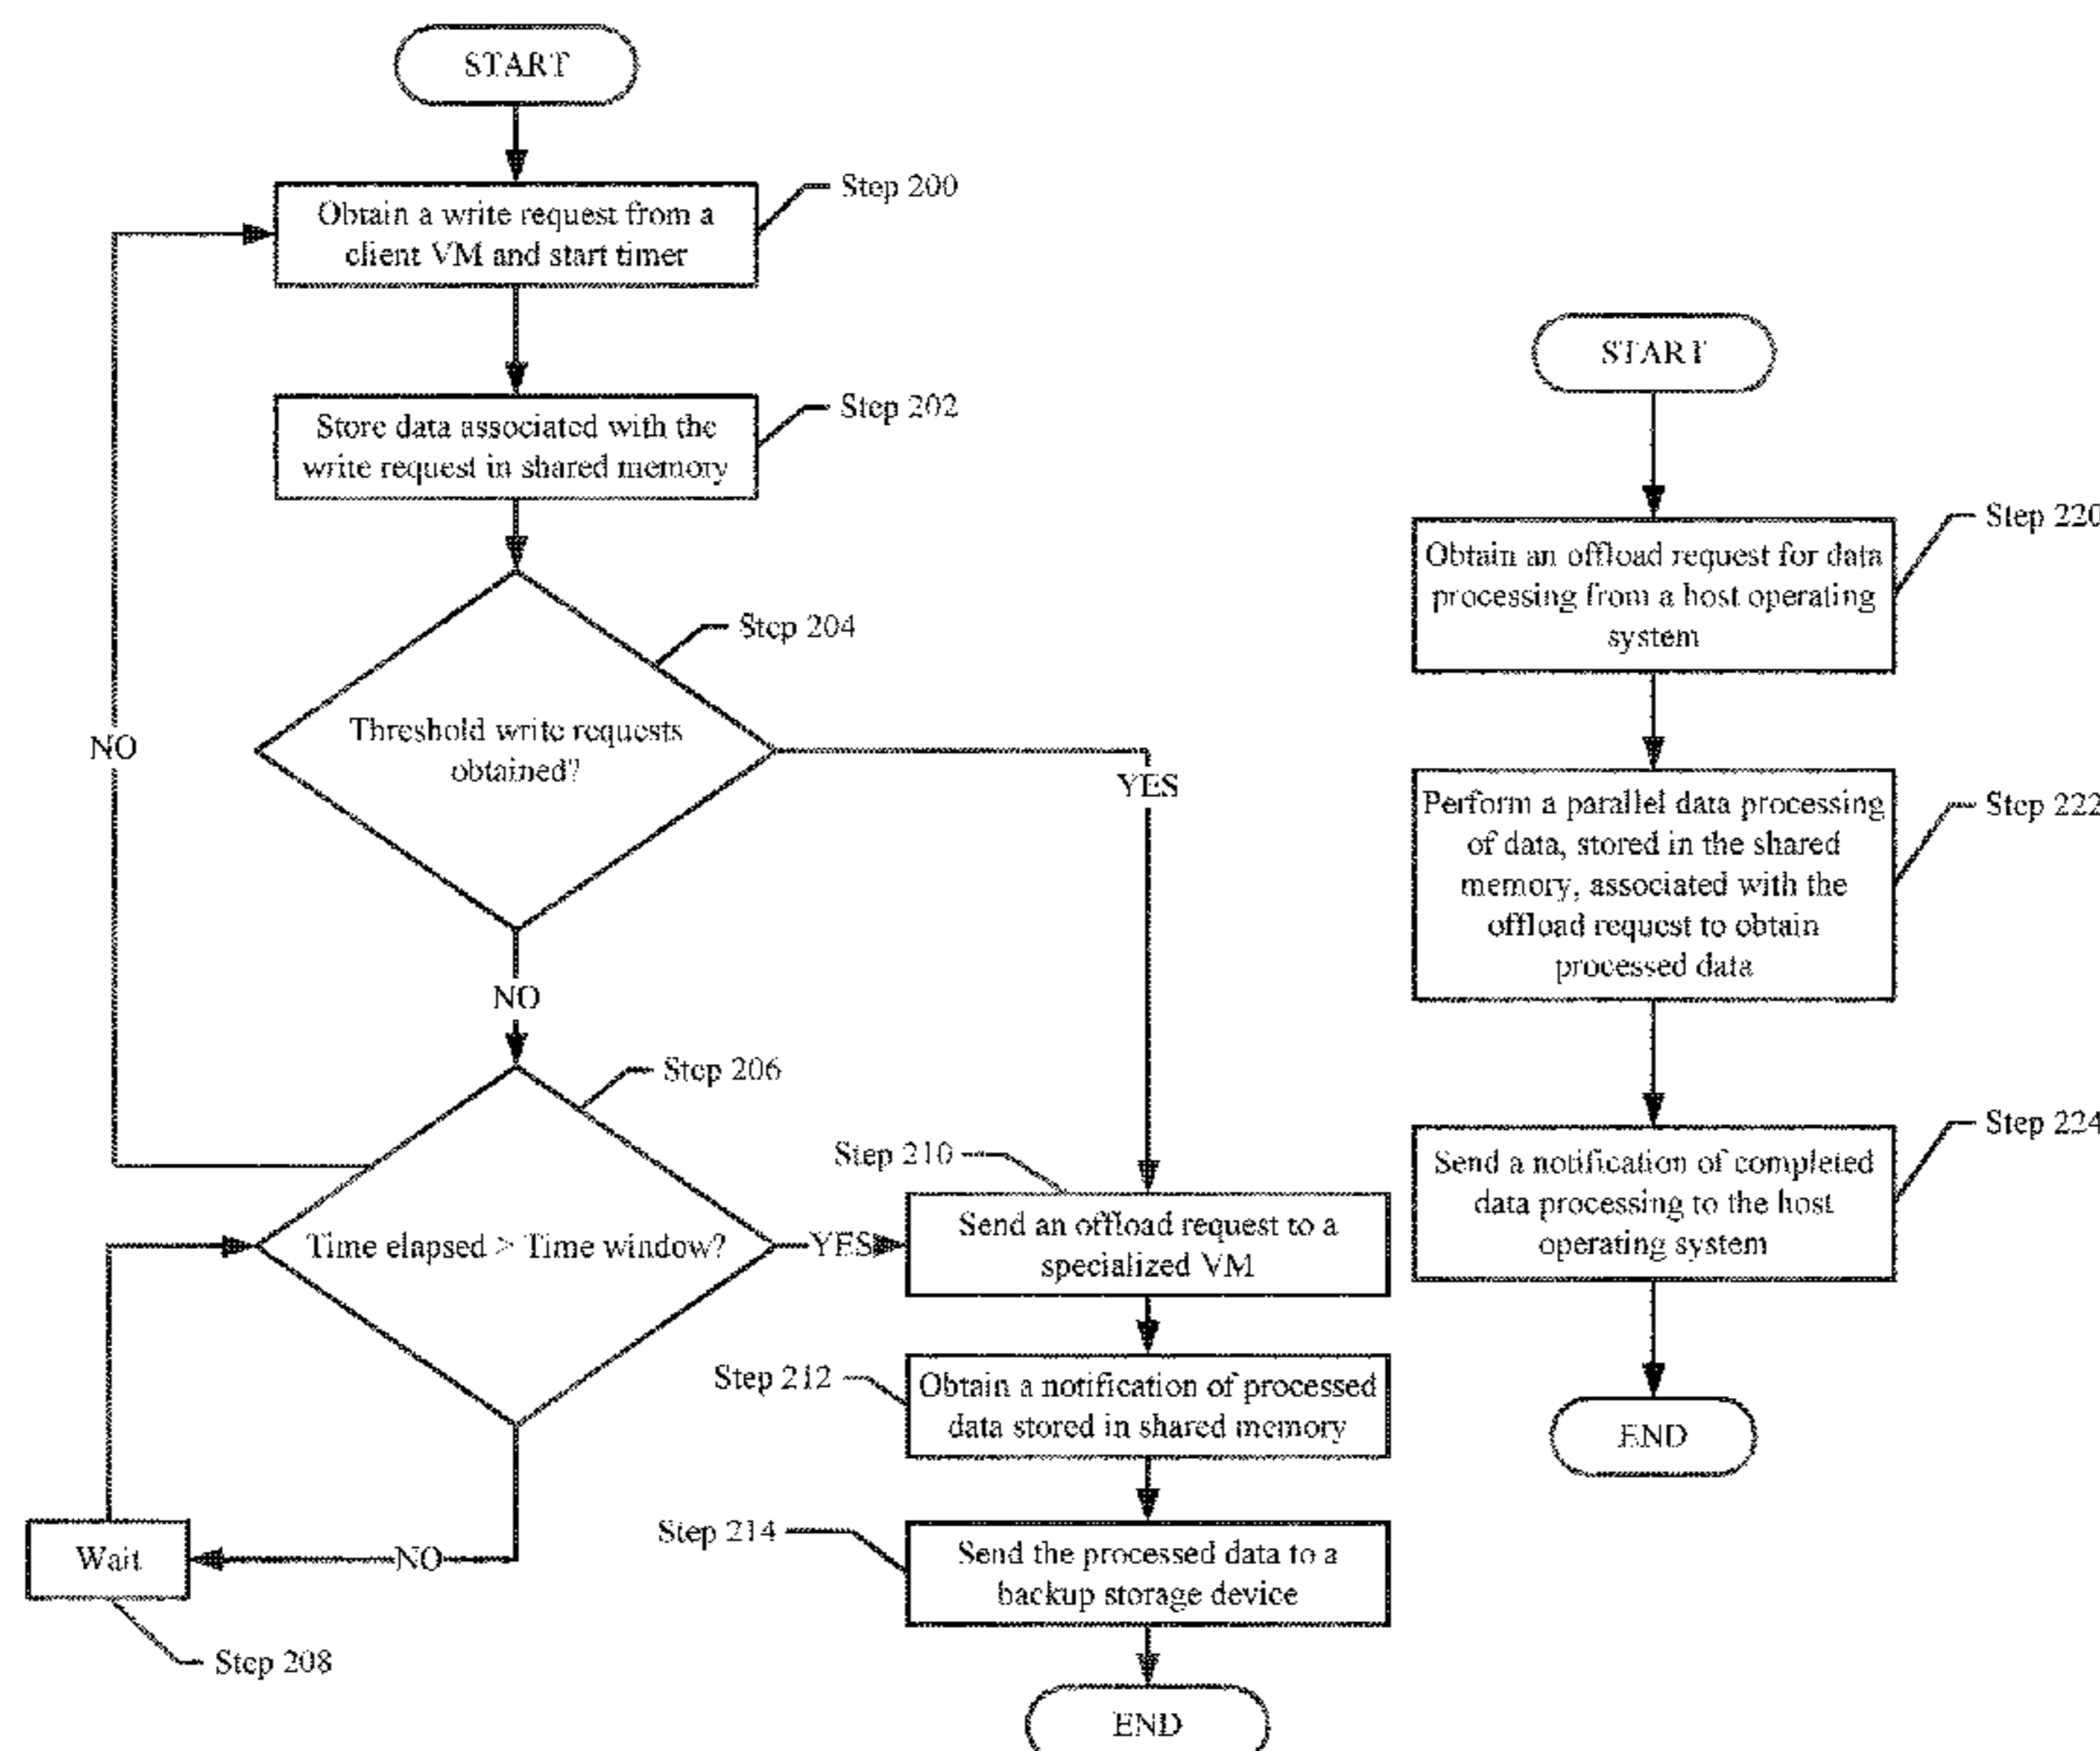 START
Step 200
Obtain a write request from a
client VM and start timer
Step 202
Store data associated with the
write request in shared memory
Step 204
Threshold write requests
obtained?
YES
NO
NO
Step 206
Time elapsed > Time window?
YES
NO
Wait
Step 208
Step 210
Send an offload request to a
specialized VM
Step 212
Obtain a notification of processed
data stored in shared memory
Step 214
Send the processed data to a
backup storage device
END
START
Step 220
Obtain an offload request for data
processing from a host operating
system
Step 222
Perform a parallel data processing
of data, stored in the shared
memory, associated with the
offload request to obtain
processed data
Step 224
Send a notification of completed
data processing to the host
operating system
END